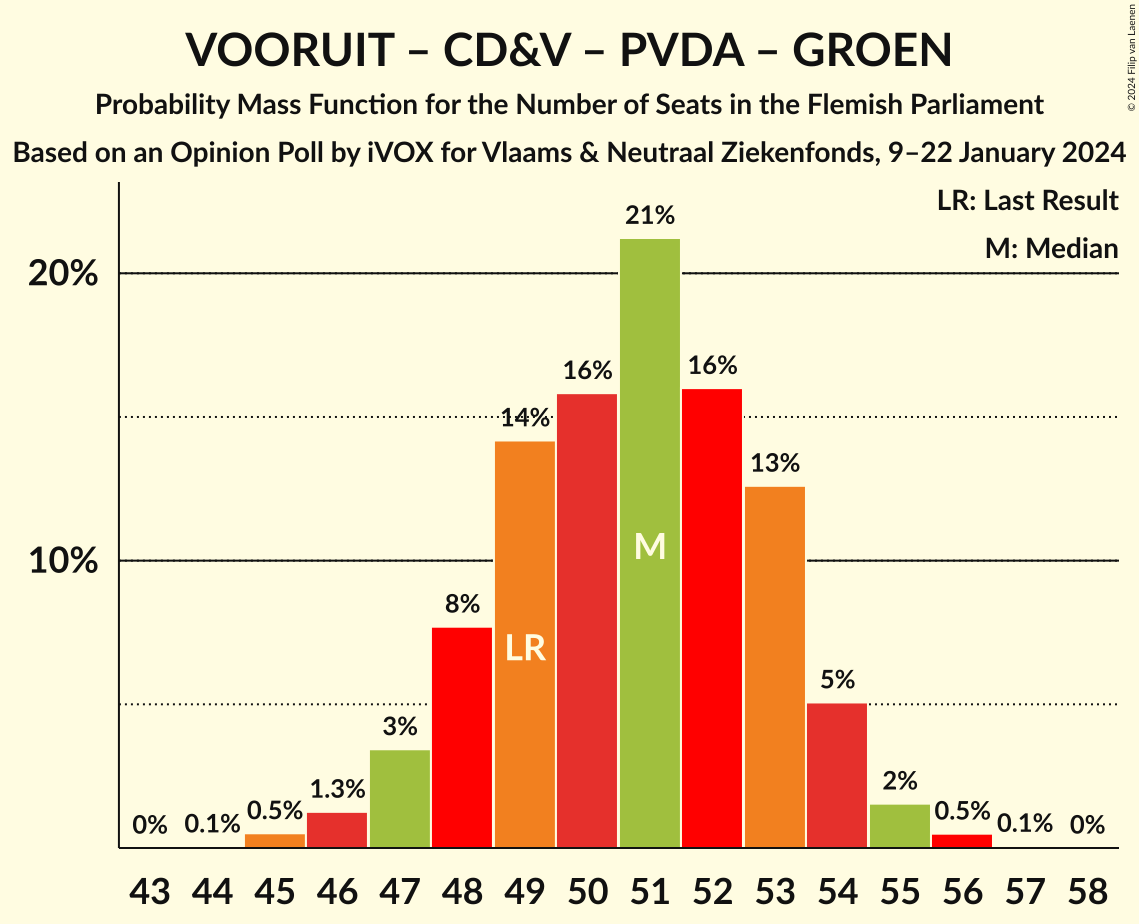 VOORUIT – CD&V – PVDA – GROEN
Probability Mass Function for the Number of Seats in the Flemish Parliament
Based on an Opinion Poll by iVOX for Vlaams & Neutraal Ziekenfonds, 9–22 January 2024
© 2024 Filip van Laenen
LR: Last Result
M: Median
20%
10%
0% 0.1% 0.5% 1.3% 3% 8% 14% 16% 21% 16% 13% 5% 2% 0.5% 0.1% 0%
LR
M
43 44 45 46 47 48 49 50 51 52 53 54 55 56 57 58